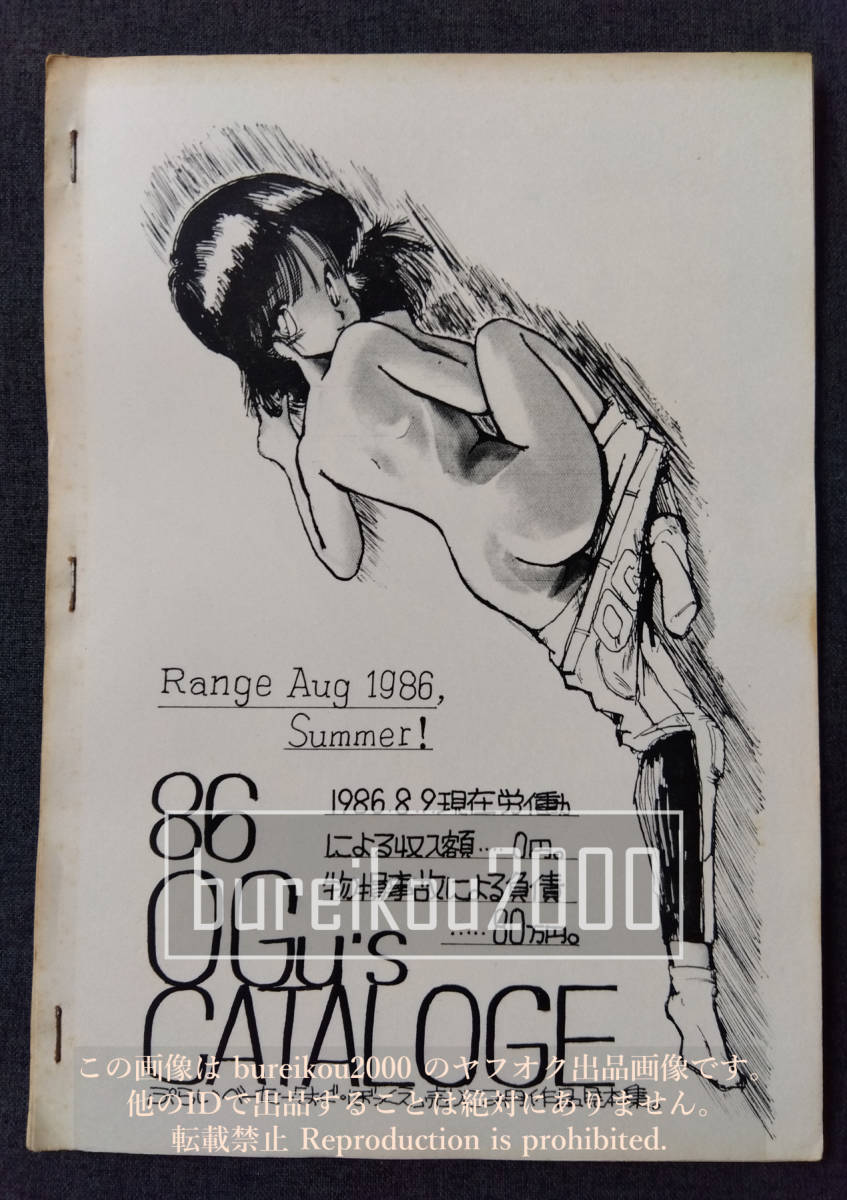 Range Aug 1986,
Summer!
86
OGu's
CATALOGE
1986.8.9現在労働
による収入額‥‥0円。
物損事故による負債
‥‥‥80万円。
bureikou2000
この画像は bureikou2000 のヤフオク出品画像です。
他のIDで出品することは絶対にありません。
転載禁止 Reproduction is prohibited.